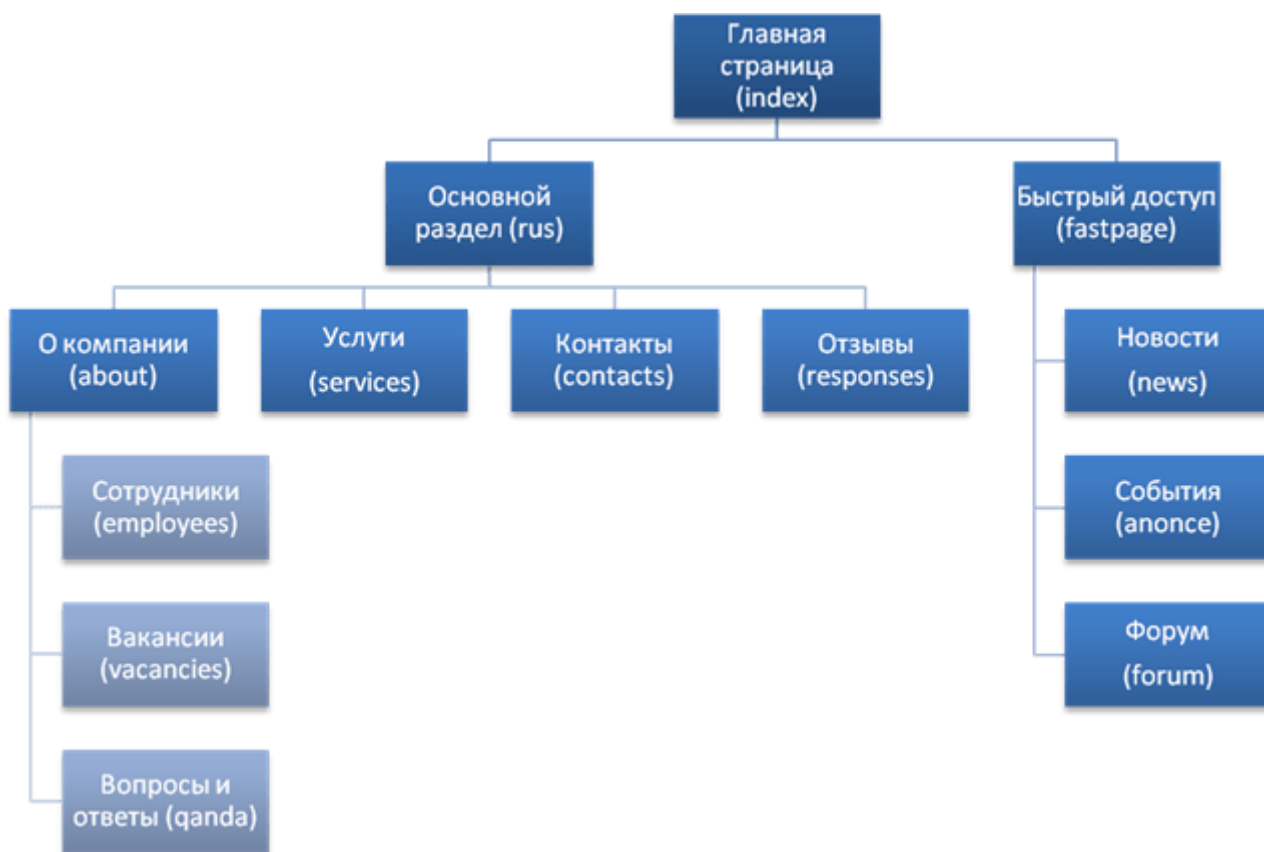 Главная
страница
(index)
Основной
раздел (rus)
Быстрый доступ
(fastpage)
О компании
(about)
Услуги
(services)
Контакты
(contacts)
Отзывы
(responses)
Новости
(news)
Сотрудники
(employees)
События
(anonce)
Вакансии
(vacancies)
Форум
(forum)
Вопросы и
ответы (qanda)